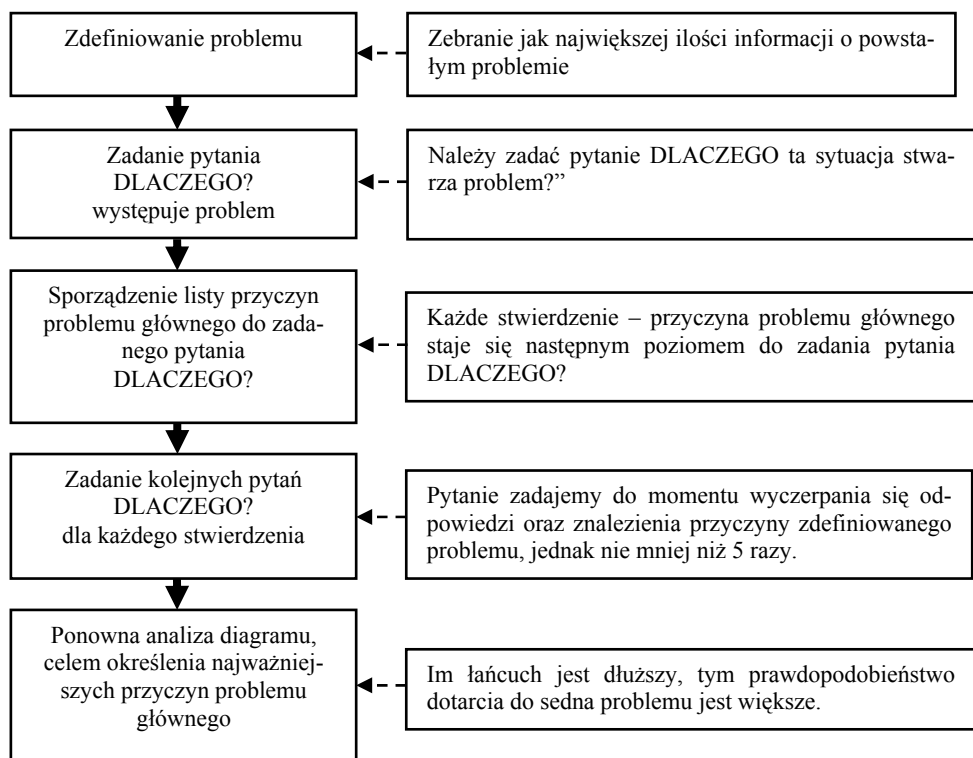 Zdefiniowanie problemu
Zebranie jak największej ilości informacji o powsta-
łym problemie
Zadanie pytania
DLACZEGO?
występuje problem
Należy zadać pytanie DLACZEGO ta sytuacja stwa-
rza problem?”
Sporządzenie listy przyczyn
problemu głównego do zada-
nego pytania
DLACZEGO?
Każde stwierdzenie – przyczyna problemu głównego
staje się następnym poziomem do zadania pytania
DLACZEGO?
Zadanie kolejnych pytań
DLACZEGO?
dla każdego stwierdzenia
Pytanie zadajemy do momentu wyczerpania się od-
powiedzi oraz znalezienia przyczyny zdefiniowanego
problemu, jednak nie mniej niż 5 razy.
Ponowna analiza diagramu,
celem określenia najważniej-
szych przyczyn problemu
głównego
Im łańcuch jest dłuższy, tym prawdopodobieństwo
dotarcia do sedna problemu jest większe.